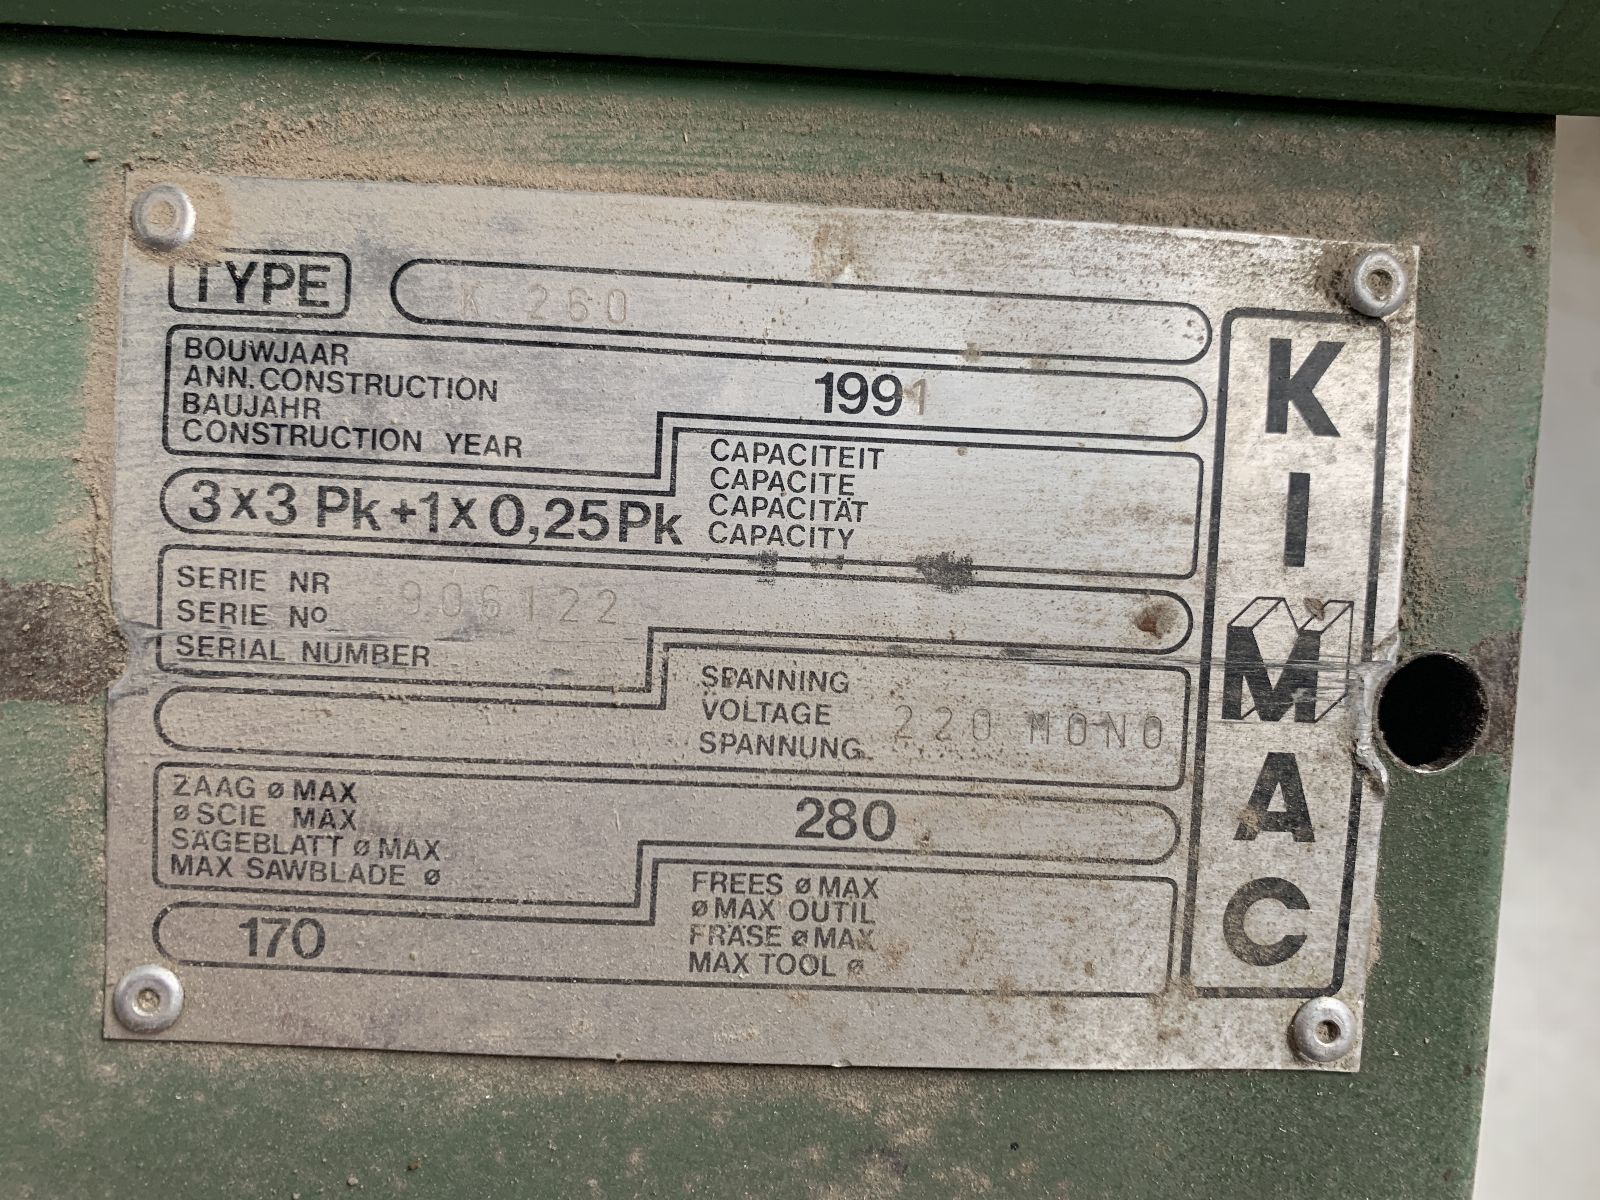 TYPE K 260
BOUWJAAR
ANN. CONSTRUCTION
BAUJAHR
CONSTRUCTION YEAR
1991
3x3 Pk+1x0,25Pk
CAPACITEIT
CAPACITE
CAPACITÄT
CAPACITY
SERIE NR
SERIE No
SERIAL NUMBER
906122
SPANNING
VOLTAGE
SPANNUNG
220 MONO
ZAAG ø MAX
ø SCIE MAX
SÄGEBLATT ø MAX
MAX SAWBLADE ø
280
170
FREES ø MAX
ø MAX OUTIL
FRÄSE ø MAX
MAX TOOL ø
KIMAC